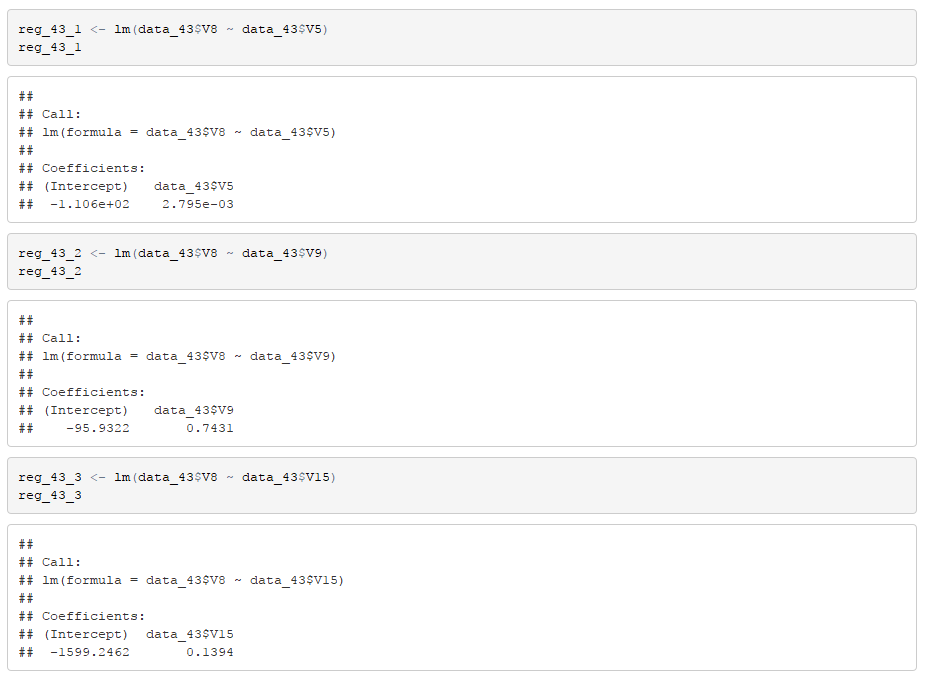 reg_43_1 <- lm(data_43$V8 ~ data_43$V5)
reg_43_1
##
## Call:
## lm(formula = data_43$V8 ~ data_43$V5)
##
## Coefficients:
## (Intercept)   data_43$V5
##  -1.106e+02    2.795e-03
reg_43_2 <- lm(data_43$V8 ~ data_43$V9)
reg_43_2
##
## Call:
## lm(formula = data_43$V8 ~ data_43$V9)
##
## Coefficients:
## (Intercept)   data_43$V9
##    -95.9322       0.7431
reg_43_3 <- lm(data_43$V8 ~ data_43$V15)
reg_43_3
##
## Call:
## lm(formula = data_43$V8 ~ data_43$V15)
##
## Coefficients:
## (Intercept)  data_43$V15
##  -1599.2462       0.1394